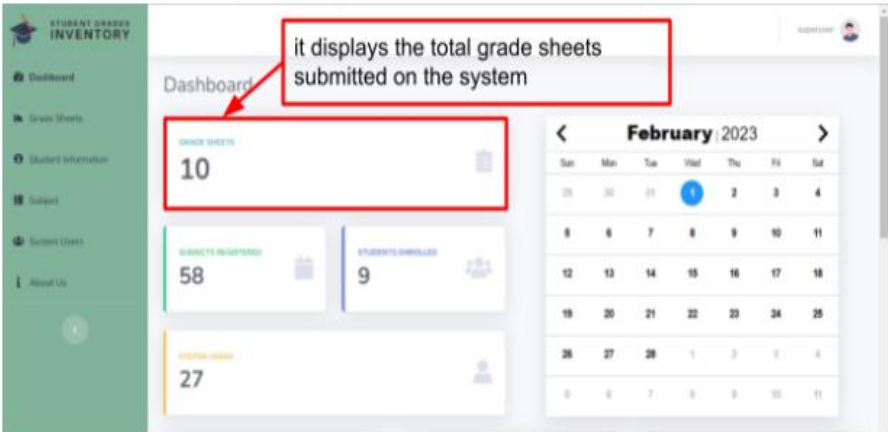 STUDENT GRADES
INVENTORY
superuser
it displays the total grade sheets
submitted on the system
Dashboard
Dashboard
Grade Sheets
Student Information
Subject
System Users
About Us
GRADE SHEETS
10
SUBJECTS REGISTERED
58
STUDENTS ENROLLED
9
SYSTEM USERS
27
February 2023
Sun Mon Tue Wed Thu Fri Sat
29 30 31 1 2 3 4
5 6 7 8 9 10 11
12 13 14 15 16 17 18
19 20 21 22 23 24 25
26 27 28 1 2 3 4
5 6 7 8 9 10 11